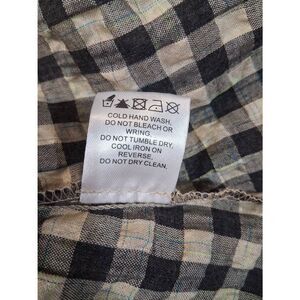 COLD HAND WASH,
DO NOT BLEACH OR
WRING.
DO NOT TUMBLE DRY,
COOL IRON ON
REVERSE,
DO NOT DRY CLEAN.